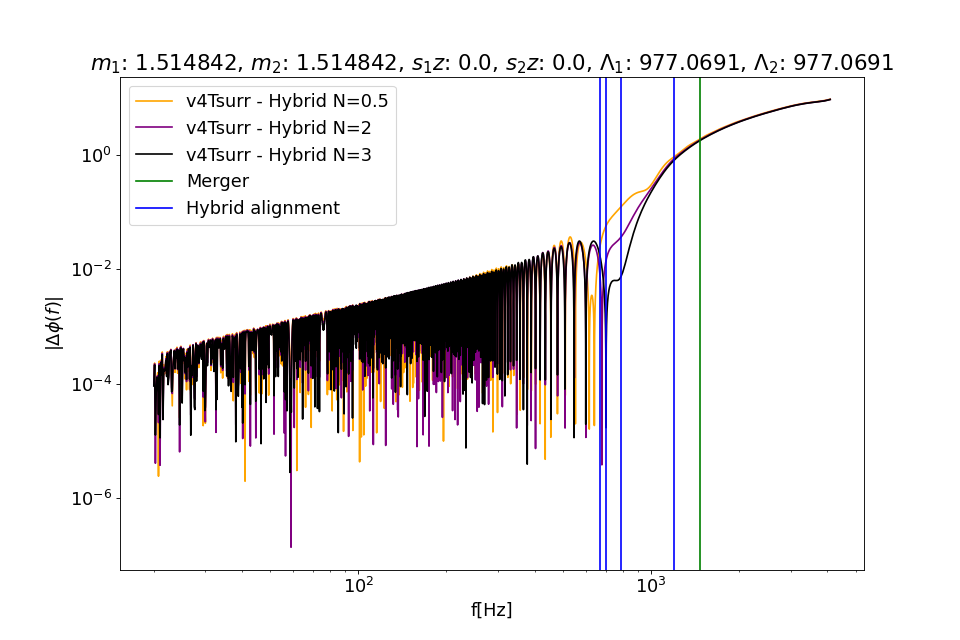 m₁: 1.514842, m₂: 1.514842, s₁z: 0.0, s₂z: 0.0, Λ₁: 977.0691, Λ₂: 977.0691
v4Tsurr - Hybrid N=0.5
v4Tsurr - Hybrid N=2
v4Tsurr - Hybrid N=3
Merger
Hybrid alignment
|Δϕ(f)|
10⁰
10⁻²
10⁻⁴
10⁻⁶
10² 10³
f[Hz]